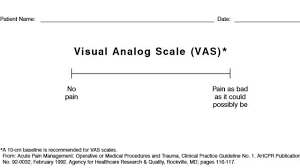 Patient Name: Date:
Visual Analog Scale (VAS)*
No Pain as bad
pain as it could
possibly be
*A 10-cm baseline is recommended for VAS scales.
From: Acute Pain Management: Operative or Medical Procedures and Trauma, Clinical Practice Guideline No. 1. AHCPR Publication
No. 92-0032; February 1992. Agency for Healthcare Research & Quality, Rockville, MD; pages 116-117.